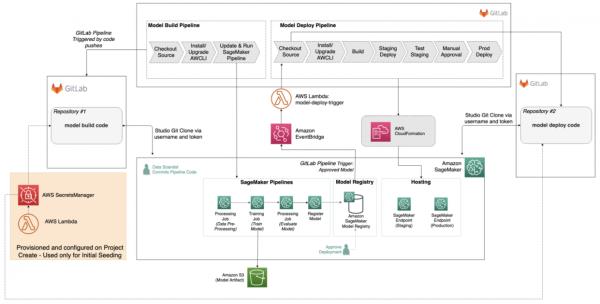 GitLab
Model Build Pipeline
Model Deploy Pipeline
GitLab Pipeline
Triggered by code
pushes
Checkout
Source
Install/
Upgrade
AWCLI
Update & Run
SageMaker
Pipeline
Checkout
Source
Install/
Upgrade
AWCLI
Build
Staging
Deploy
Test
Staging
Manual
Approval
Prod
Deploy
GitLab
Repository #1
model build code
AWS Lambda:
model-deploy-trigger
Amazon
EventBridge
AWS
CloudFormation
GitLab
Repository #2
model deploy code
Studio Git Clone via
username and token
Studio Git Clone via
username and token
GitLab Pipeline Trigger:
Approved Model
Amazon
SageMaker
Data Scientist
Commits Pipeline Code
AWS SecretsManager
AWS Lambda
Provisioned and configured on Project
Create - Used only for Initial Seeding
SageMaker Pipelines
Processing
Job
(Data Pre-
Processing)
Training
Job
(Train
Model)
Processing
Job
(Evaluate
Model)
Register
Model
Model Registry
Amazon
SageMaker
Model Registry
Hosting
SageMaker
Endpoint
(Staging)
SageMaker
Endpoint
(Production)
Approve
Deployment
Amazon S3
(Model Artifact)